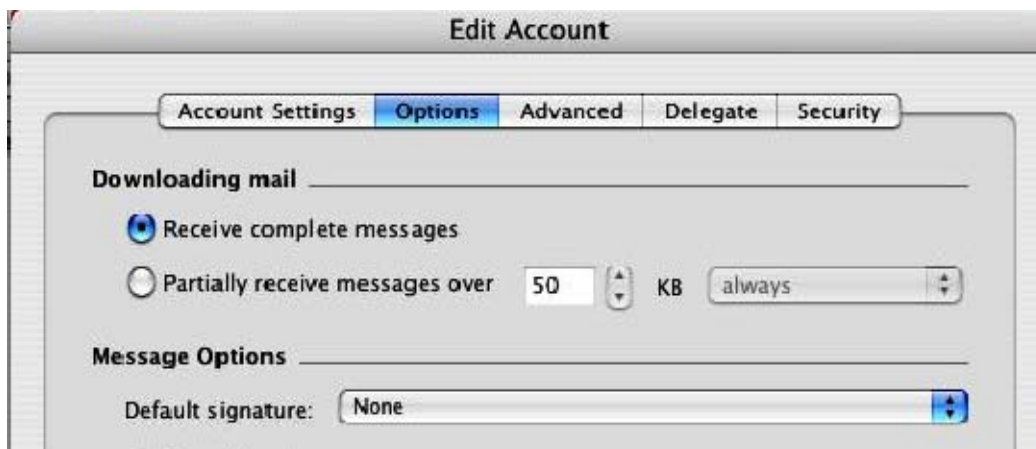 Edit Account
Account Settings Options Advanced Delegate Security
Downloading mail
Receive complete messages
Partially receive messages over 50 KB always
Message Options
Default signature: None